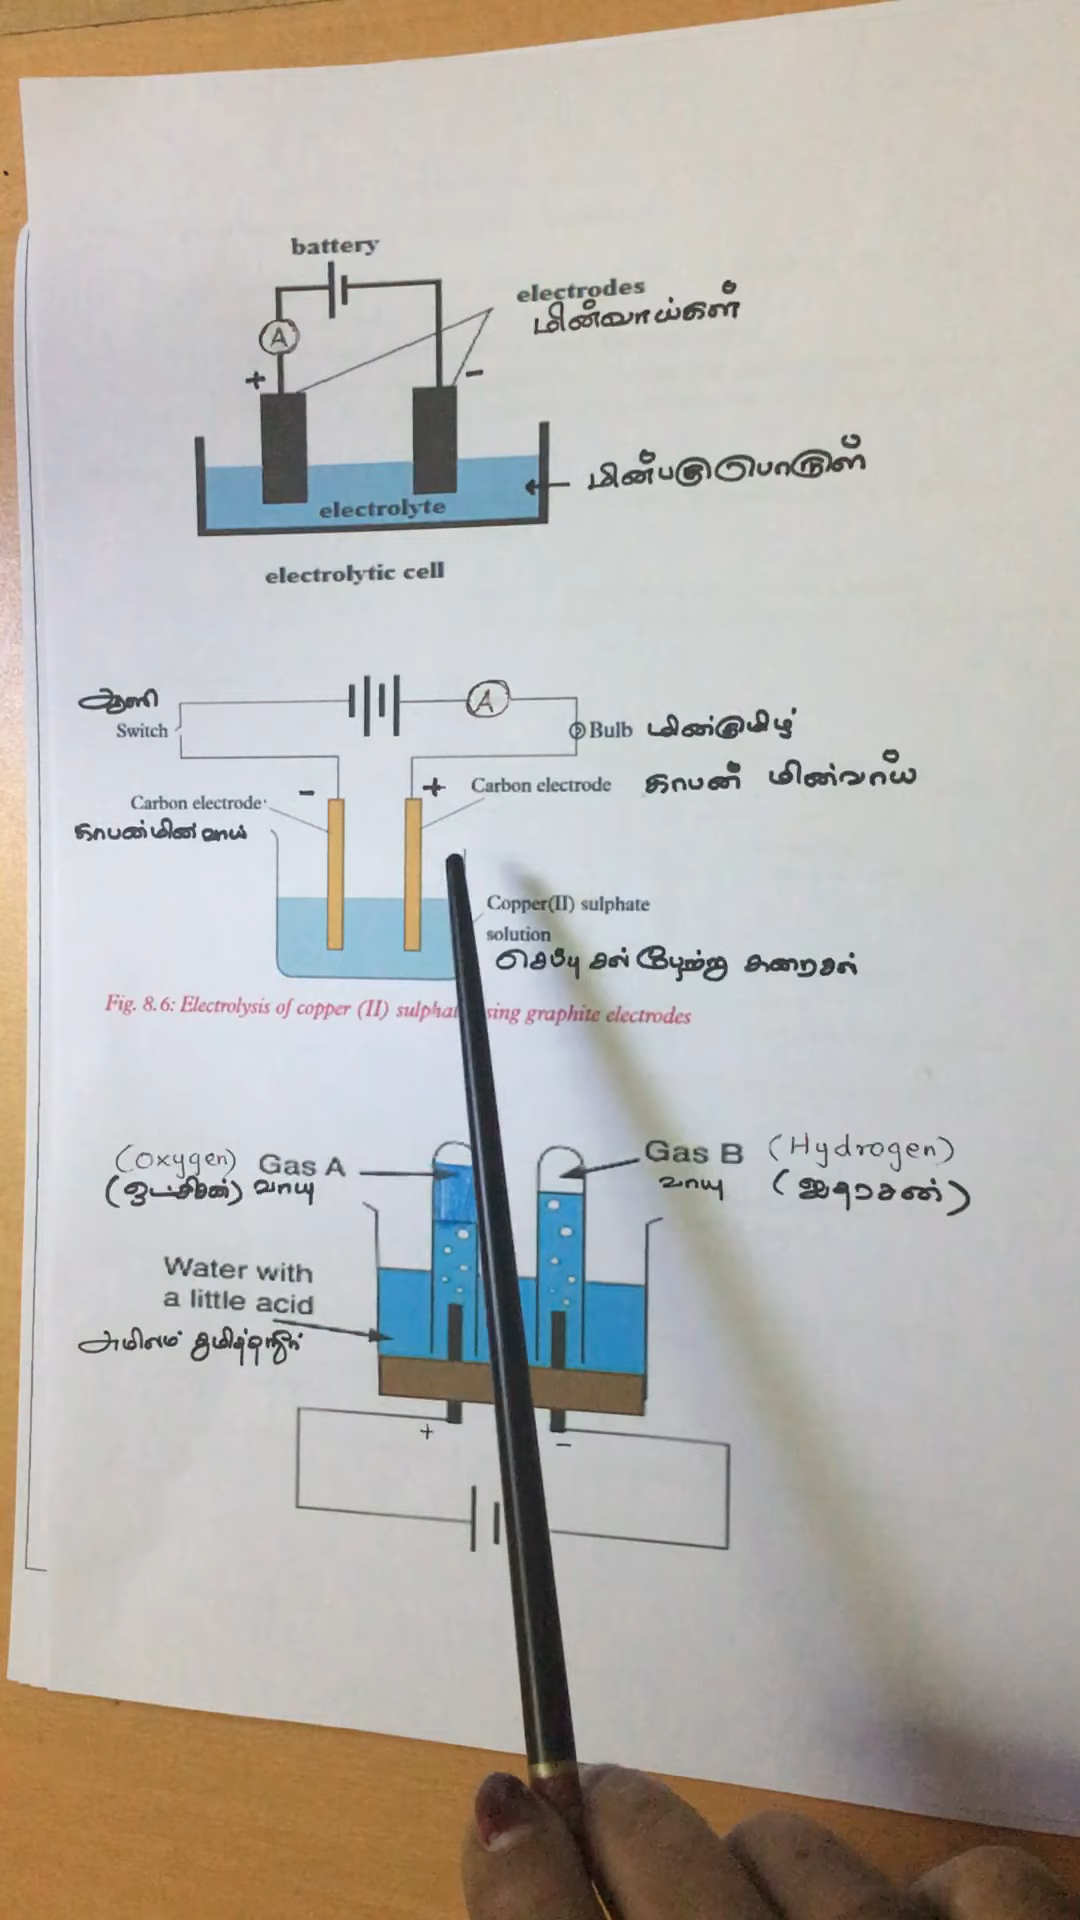 battery
electrodes
மின்வாய்கள்
A
+
-
மின்பகுபொருள்
electrolyte
electrolytic cell
ஆளி
Switch
A
Bulb மின்குமிழ்
-
+
Carbon electrode காபன் மின்வாய்
Carbon electrode
காபன் மின்வாய்
Copper(II) sulphate
solution
செப்பு சல்பேற்று கரைசல்
Fig. 8.6: Electrolysis of copper (II) sulphat sing graphite electrodes
(Oxygen) Gas A
(ஒட்சிசன்) வாயு
Gas B (Hydrogen)
வாயு (ஐதரசன்)
Water with
a little acid
அமிலம்
+
-